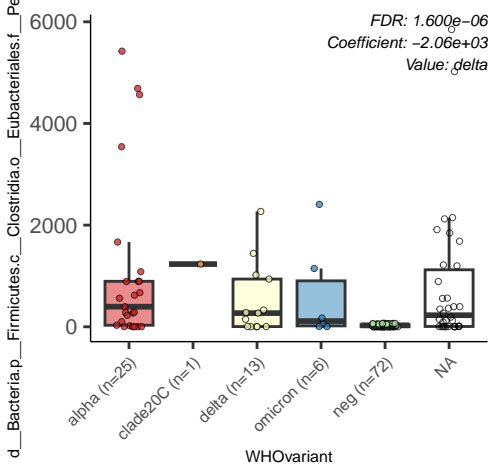 d__Bacteria.p__Firmicutes.c__Clostridia.o__Eubacteriales.f__Pe
6000
4000
2000
0
FDR: 1.600e−06
Coefficient: −2.06e+03
Value: delta
alpha (n=25)
clade20C (n=1)
delta (n=13)
omicron (n=6)
neg (n=72)
NA
WHOvariant